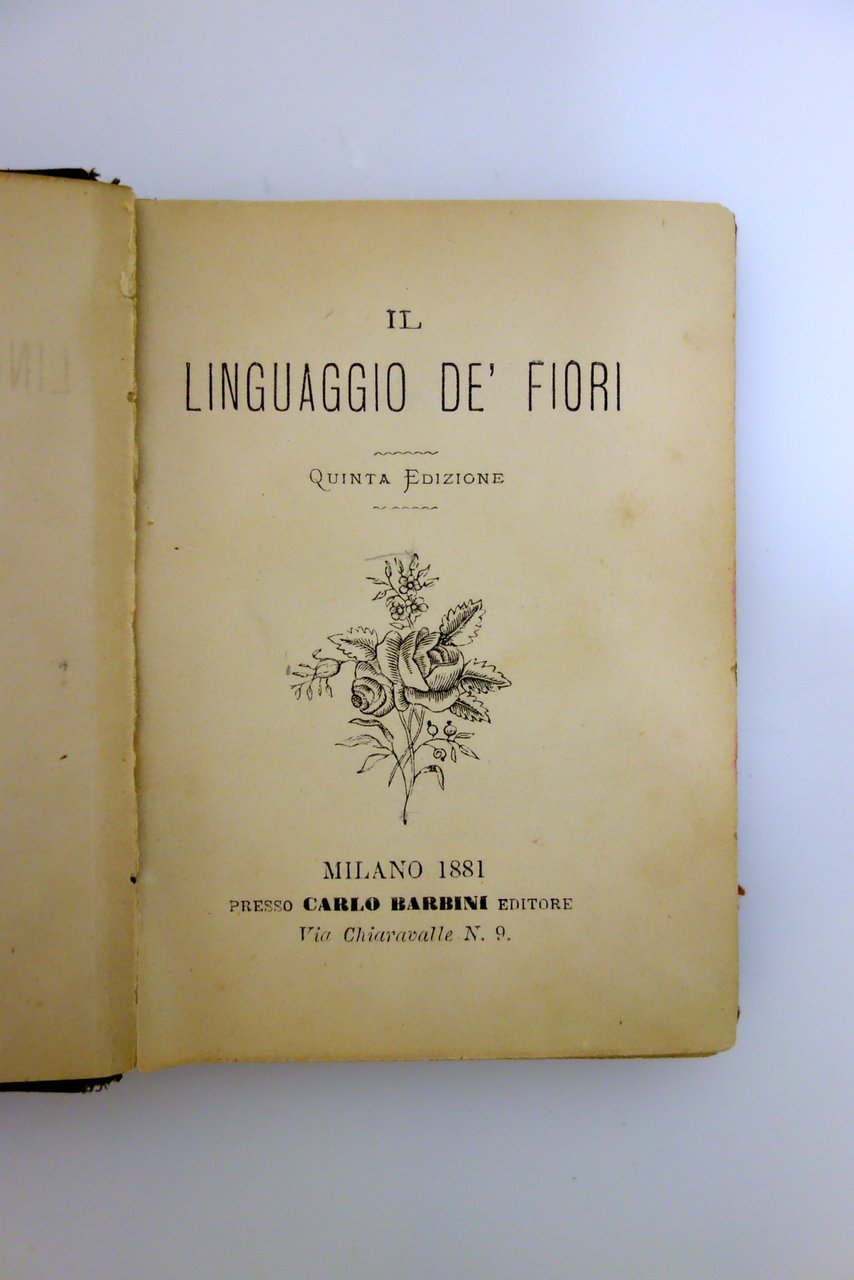 IL
LINGUAGGIO DE' FIORI
QUINTA EDIZIONE
MILANO 1881
PRESSO CARLO BARBINI EDITORE
Via Chiaravalle N. 9.